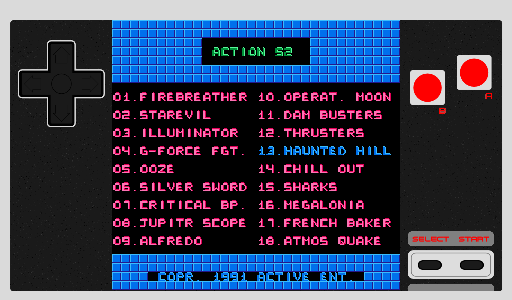 ACTION 52
01.FIREBREATHER 10.OPERAT. MOON
02.STAREVIL 11.DAM BUSTERS
03.ILLUMINATOR 12.THRUSTERS
04.G-FORCE FGT. 13.HAUNTED HILL
05.OOZE 14.CHILL OUT
06.SILVER SWORD 15.SHARKS
07.CRITICAL BP. 16.MEGALONIA
08.JUPITR SCOPE 17.FRENCH BAKER
09.ALFREDO 18.ATMOS QUAKE
COPR. 1991 ACTIVE ENT.
A
B
SELECT START